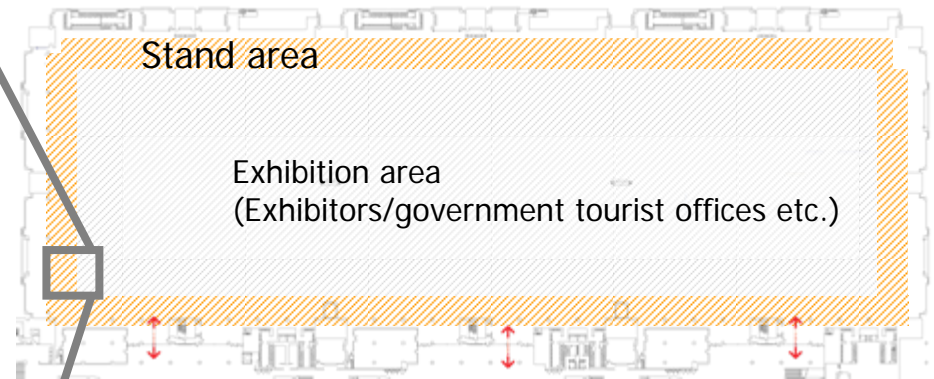 Stand area
Exhibition area
(Exhibitors/government tourist offices etc.)